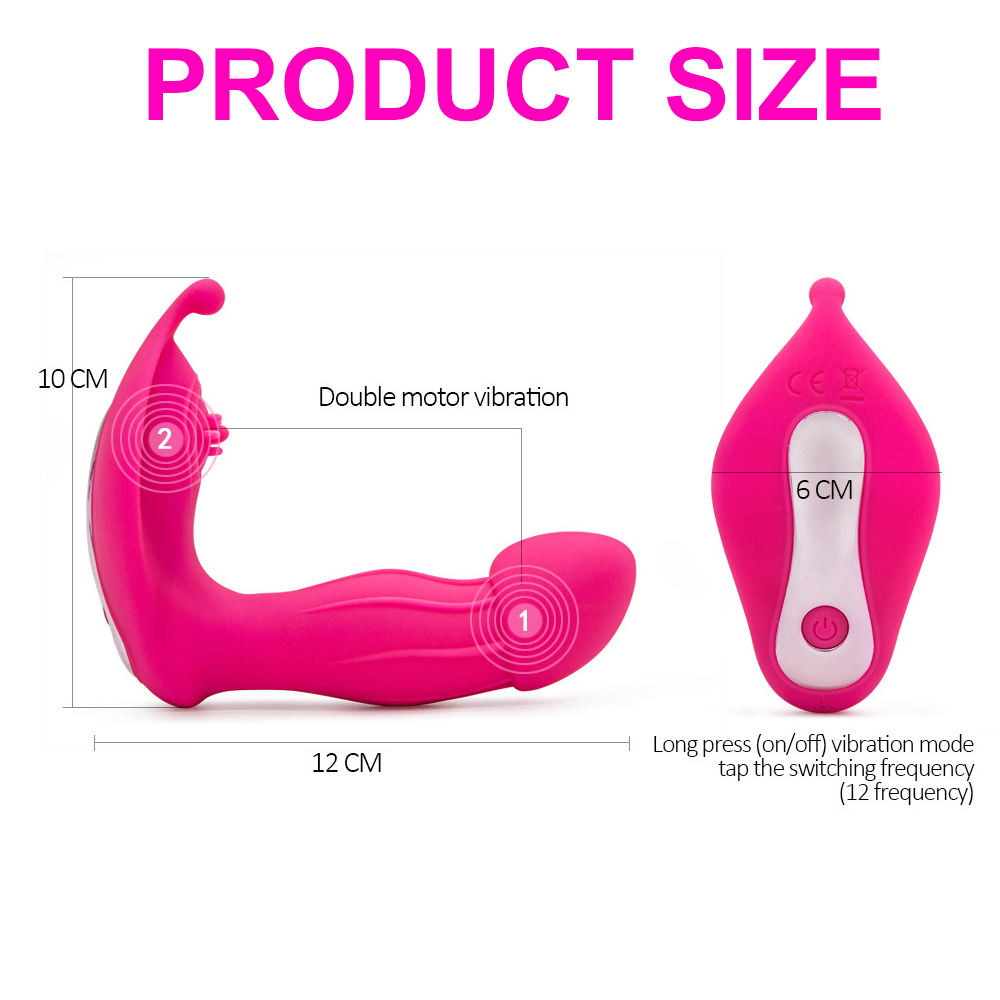 PRODUCT SIZE
10 CM
Double motor vibration
2
CE
6 CM
1
12 CM
Long press (on/off) vibration mode
tap the switching frequency
(12 frequency)